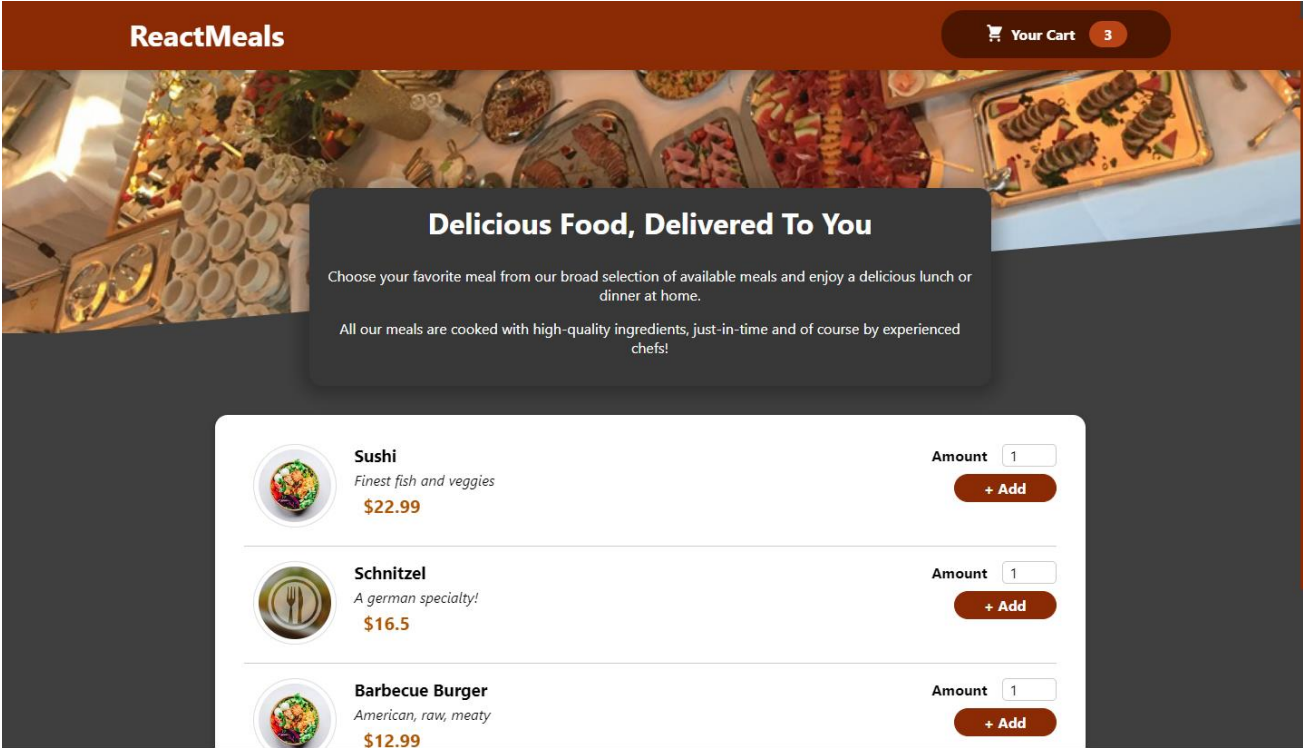 ReactMeals
Your Cart 3
Delicious Food, Delivered To You
Choose your favorite meal from our broad selection of available meals and enjoy a delicious lunch or
dinner at home.
All our meals are cooked with high-quality ingredients, just-in-time and of course by experienced
chefs!
Sushi
Finest fish and veggies
$22.99
Amount 1
+ Add
Schnitzel
A german specialty!
$16.5
Amount 1
+ Add
Barbecue Burger
American, raw, meaty
$12.99
Amount 1
+ Add